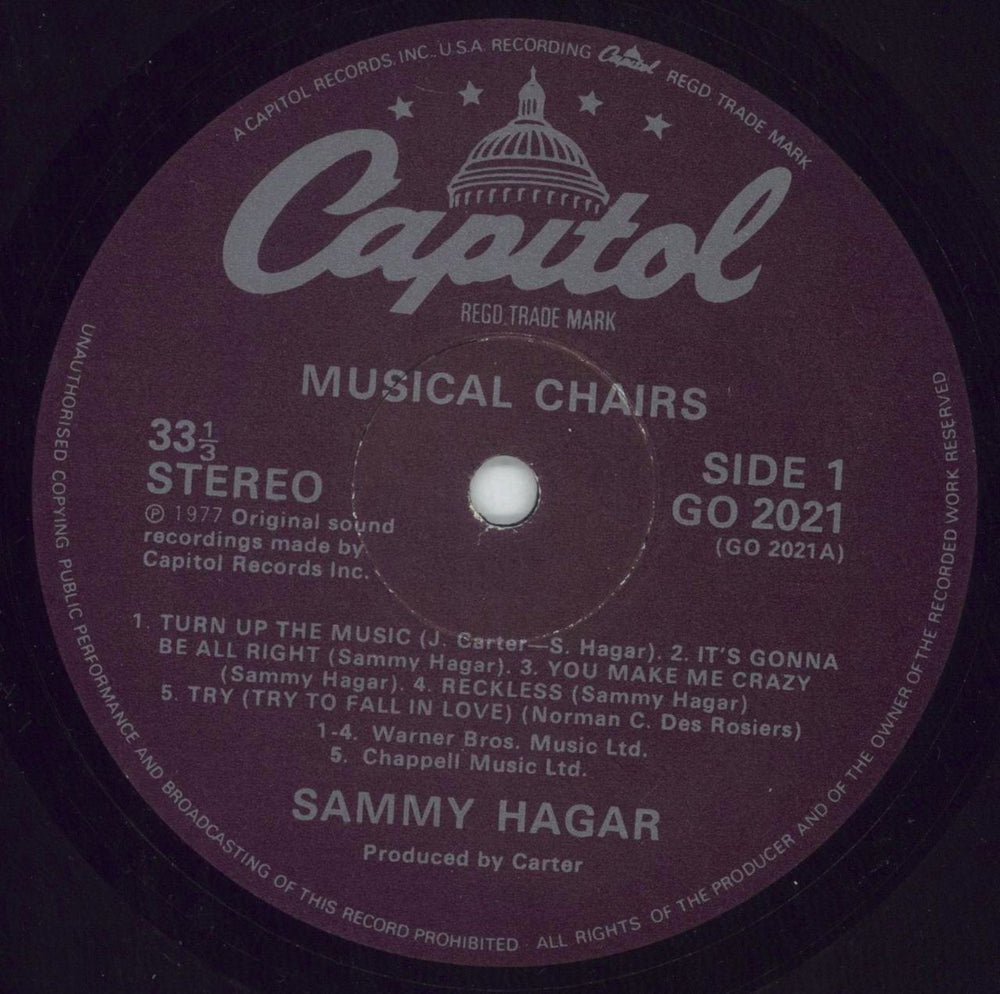 A CAPITOL RECORDS, INC., U.S.A. RECORDING Capitol REGD TRADE MARK
Capitol
REGD. TRADE MARK
MUSICAL CHAIRS
33⅓
STEREO
℗ 1977 Original sound
recordings made by
Capitol Records Inc.
SIDE 1
GO 2021
(GO 2021A)
1. TURN UP THE MUSIC (J. Carter—S. Hagar). 2. IT'S GONNA
BE ALL RIGHT (Sammy Hagar). 3. YOU MAKE ME CRAZY
(Sammy Hagar). 4. RECKLESS (Sammy Hagar)
5. TRY (TRY TO FALL IN LOVE) (Norman C. Des Rosiers)
1-4. Warner Bros. Music Ltd.
5. Chappell Music Ltd.
SAMMY HAGAR
Produced by Carter
UNAUTHORISED COPYING PUBLIC PERFORMANCE AND BROADCASTING OF THIS RECORD PROHIBITED · ALL RIGHTS OF THE PRODUCER AND OF THE OWNER OF THE RECORDED WORK RESERVED